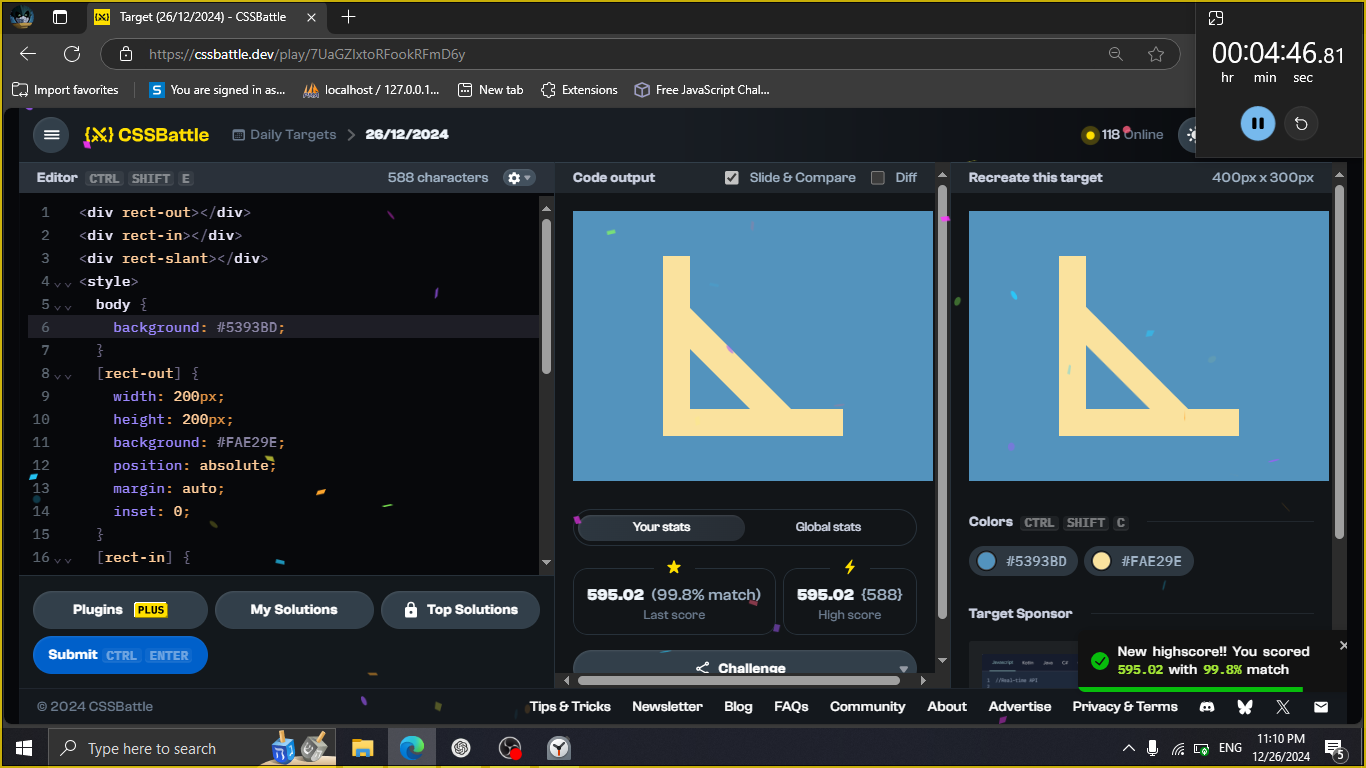 Target (26/12/2024) - CSSBattle
https://cssbattle.dev/play/7UaGZlxtoRFookRFmD6y
00:04:46.81
hr min sec
Import favorites
You are signed in as...
localhost / 127.0.0.1...
New tab
Extensions
Free JavaScript Chal...
{X} CSSBattle
Daily Targets > 26/12/2024
118 Online
Editor CTRL SHIFT E
588 characters
Code output
Slide & Compare
Diff
Recreate this target
400px x 300px
1 <div rect-out></div>
2 <div rect-in></div>
3 <div rect-slant></div>
4 <style>
5 body {
6 background: #5393BD;
7 }
8 [rect-out] {
9 width: 200px;
10 height: 200px;
11 background: #FAE29E;
12 position: absolute;
13 margin: auto;
14 inset: 0;
15 }
16 [rect-in] {
Plugins PLUS
My Solutions
Top Solutions
Submit CTRL ENTER
Your stats
Global stats
595.02 (99.8% match)
Last score
595.02 {588}
High score
Challenge
Colors CTRL SHIFT C
#5393BD
#FAE29E
Target Sponsor
Javascript Kotlin Java C#
1 //Real-time API
2
New highscore!! You scored
595.02 with 99.8% match
© 2024 CSSBattle
Tips & Tricks
Newsletter
Blog
FAQs
Community
About
Advertise
Privacy & Terms
Type here to search
ENG
11:10 PM
12/26/2024
5